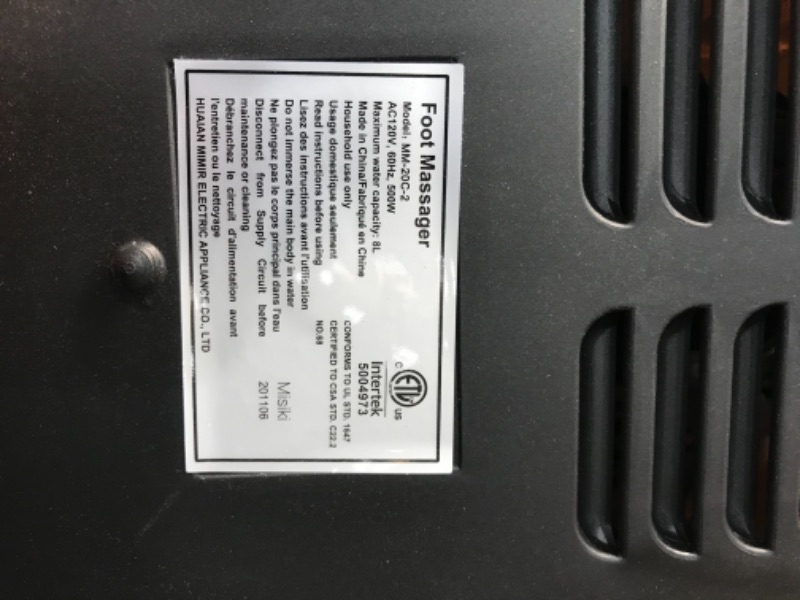 Foot Massager
Model: MM-20C-2
AC120V, 60Hz, 500W
Maximum water capacity: 8L
Made in China/Fabriqué en Chine
Household use only
Usage domestique seulement
Read instructions before using
Lisez des instructions avant l'utilisation
Do not immerse the main body in water
Ne plongez pas le corps principal dans l'eau
Disconnect from Supply Circuit before
maintenance or cleaning
Débranchez le circuit d'alimentation avant
l'entretien ou le nettoyage
HUAIAN MIMIR ELECTRIC APPLIANCE CO., LTD
C ETL US
Intertek
5004973
CONFORMS TO UL STD. 1647
CERTIFIED TO CSA STD. C22.2
NO.68
Misiki
201106